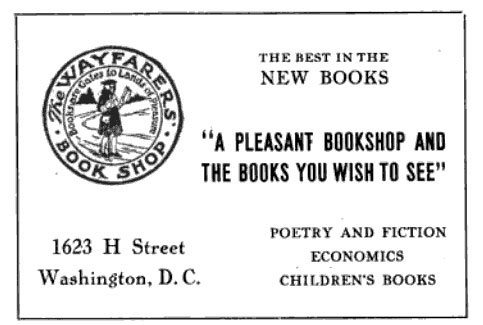 The WAYFARERS'
BOOK SHOP
Books are Gates to Lands of Pleasure
THE BEST IN THE
NEW BOOKS
"A PLEASANT BOOKSHOP AND
THE BOOKS YOU WISH TO SEE"
1623 H Street
Washington, D. C.
POETRY AND FICTION
ECONOMICS
CHILDREN'S BOOKS